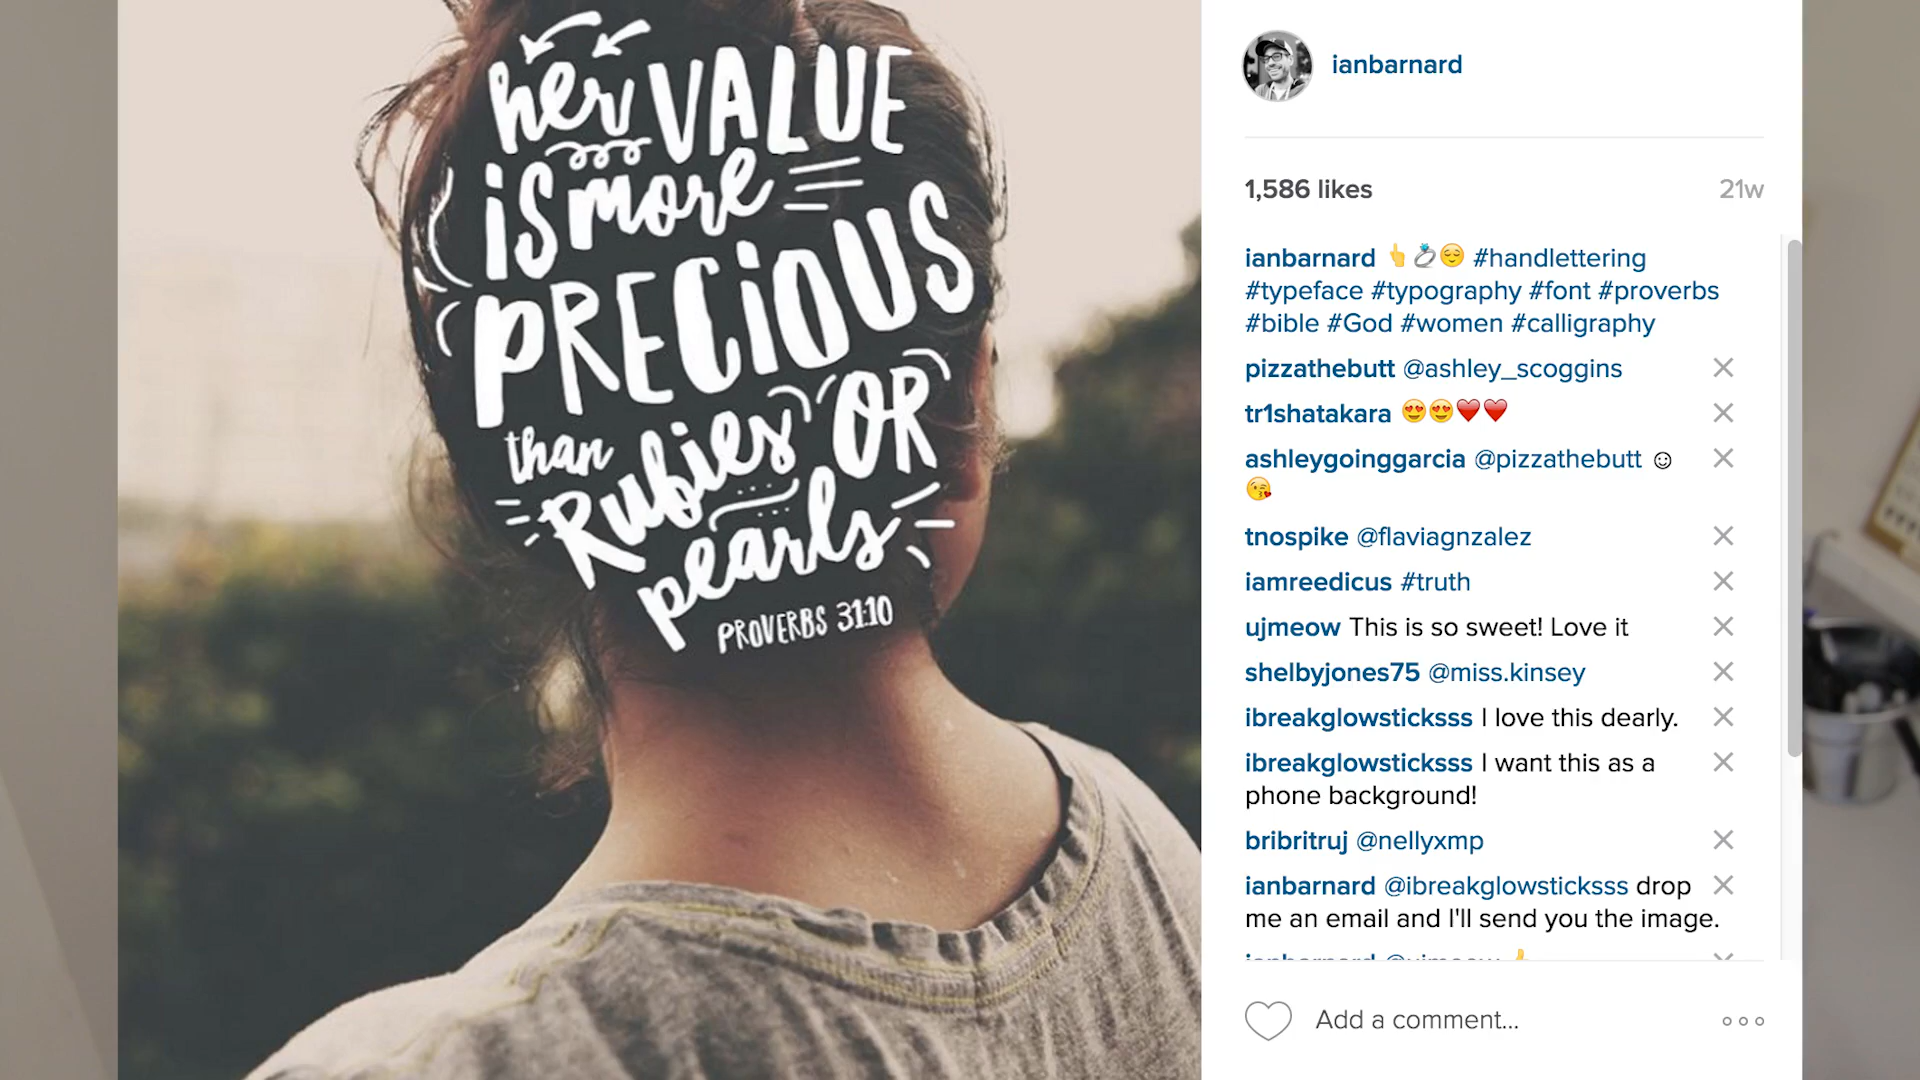 her VALUE
is more
PRECiOUS
than
Rubies OR
pearls
PROVERBS 31:10
ianbarnard
1,586 likes
21w
ianbarnard 👆💍😌 #handlettering
#typeface #typography #font #proverbs
#bible #God #women #calligraphy
pizzathebutt @ashley_scoggins
tr1shatakara 😍😍❤️❤️
ashleygoinggarcia @pizzathebutt ☺
😘
tnospike @flaviagnzalez
iamreedicus #truth
ujmeow This is so sweet! Love it
shelbyjones75 @miss.kinsey
ibreakglowsticksss I love this dearly.
ibreakglowsticksss I want this as a
phone background!
bribritruj @nellyxmp
ianbarnard @ibreakglowsticksss drop
me an email and I'll send you the image.
Add a comment...